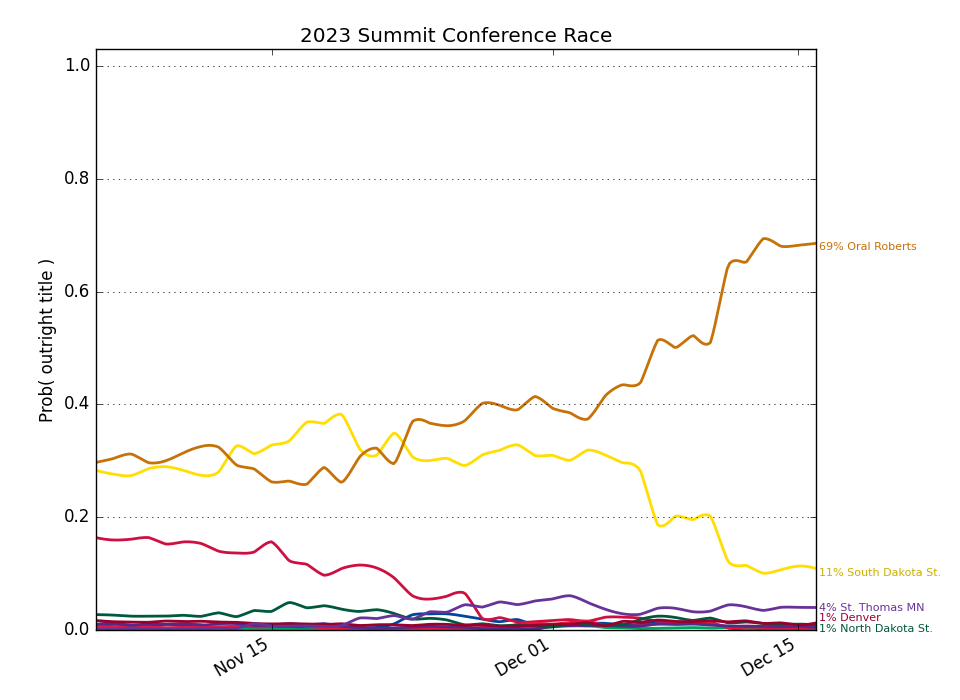 2023 Summit Conference Race
Prob( outright title )
1.0
0.8
0.6
0.4
0.2
0.0
Nov 15
Dec 01
Dec 15
69% Oral Roberts
11% South Dakota St.
4% St. Thomas MN
1% Denver
1% North Dakota St.